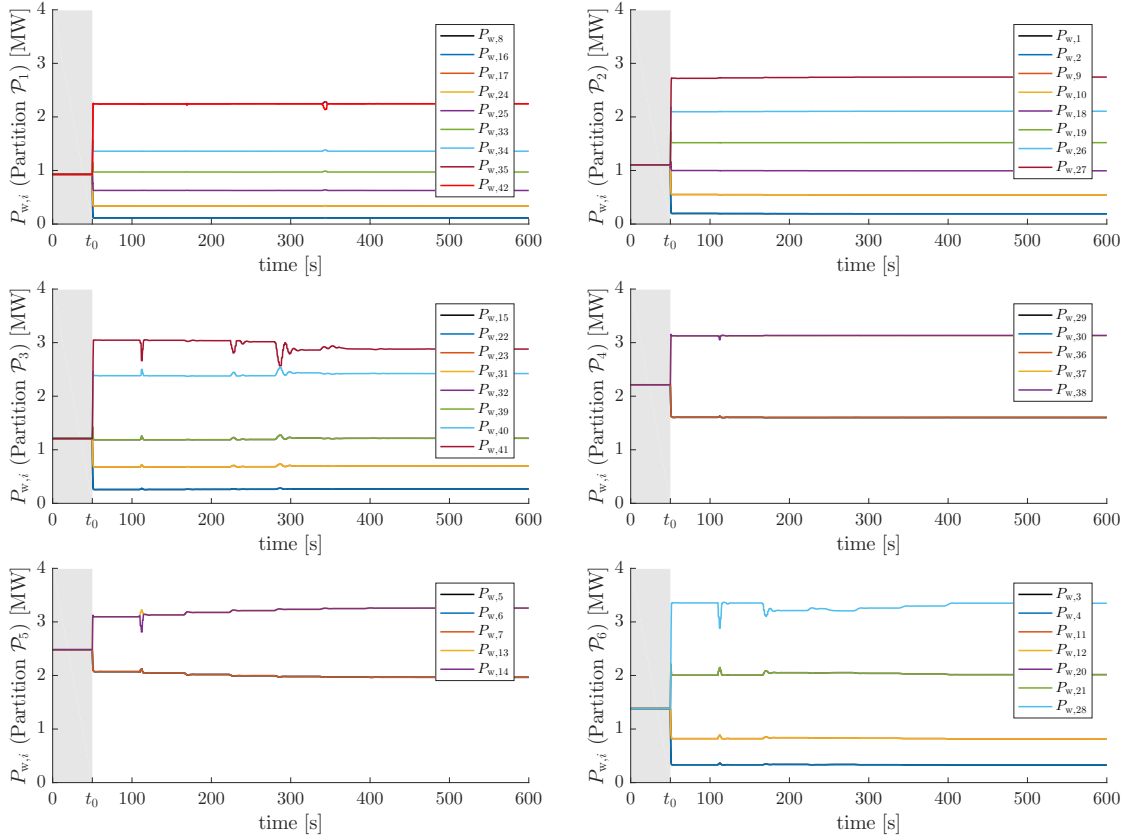 P_{w,i} (Partition 𝒫_1) [MW]
4
3
2
1
0
0 t_0 100 200 300 400 500 600
time [s]
P_{w,8}
P_{w,16}
P_{w,17}
P_{w,24}
P_{w,25}
P_{w,33}
P_{w,34}
P_{w,35}
P_{w,42}
P_{w,i} (Partition 𝒫_2) [MW]
4
3
2
1
0
0 t_0 100 200 300 400 500 600
time [s]
P_{w,1}
P_{w,2}
P_{w,9}
P_{w,10}
P_{w,18}
P_{w,19}
P_{w,26}
P_{w,27}
P_{w,i} (Partition 𝒫_3) [MW]
4
3
2
1
0
0 t_0 100 200 300 400 500 600
time [s]
P_{w,15}
P_{w,22}
P_{w,23}
P_{w,31}
P_{w,32}
P_{w,39}
P_{w,40}
P_{w,41}
P_{w,i} (Partition 𝒫_4) [MW]
4
3
2
1
0
0 t_0 100 200 300 400 500 600
time [s]
P_{w,29}
P_{w,30}
P_{w,36}
P_{w,37}
P_{w,38}
P_{w,i} (Partition 𝒫_5) [MW]
4
3
2
1
0
0 t_0 100 200 300 400 500 600
time [s]
P_{w,5}
P_{w,6}
P_{w,7}
P_{w,13}
P_{w,14}
P_{w,i} (Partition 𝒫_6) [MW]
4
3
2
1
0
0 t_0 100 200 300 400 500 600
time [s]
P_{w,3}
P_{w,4}
P_{w,11}
P_{w,12}
P_{w,20}
P_{w,21}
P_{w,28}